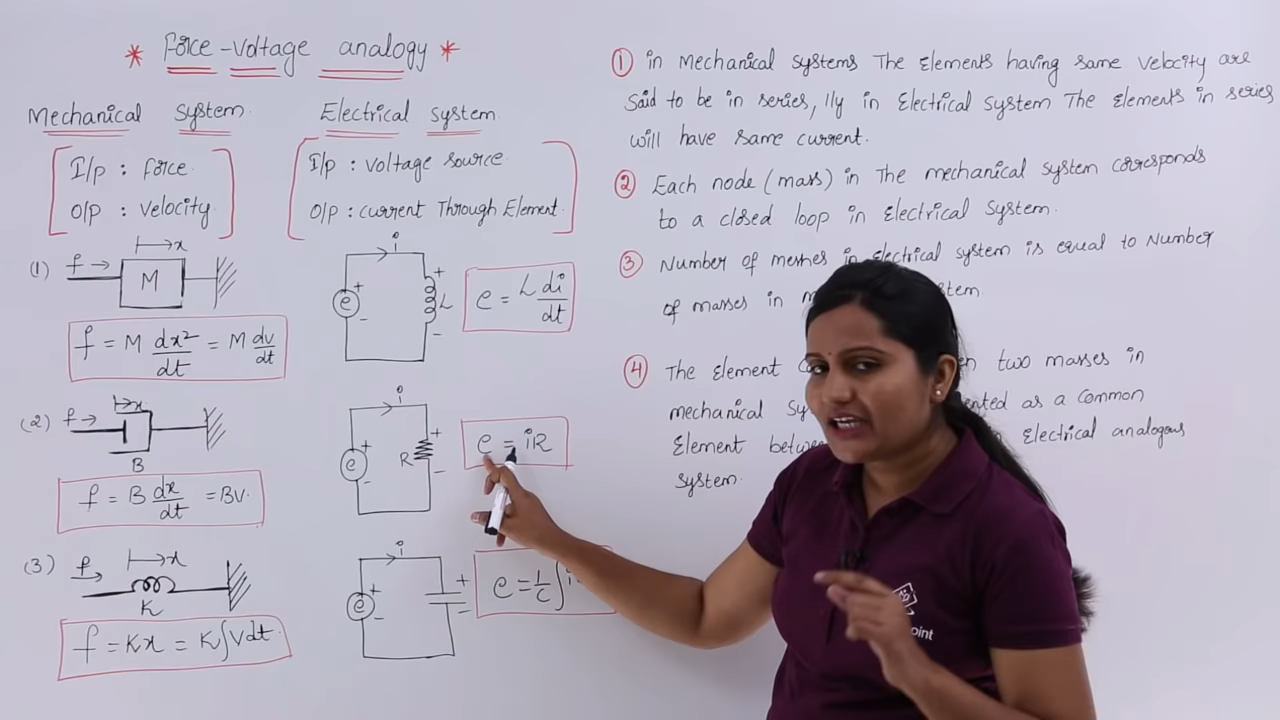 * Force-Voltage analogy *
Mechanical system.
I/p : force
O/p : velocity
Electrical system
I/p : voltage source
O/p : current Through Element.
(1) f → x M
f = M dx²/dt = M dv/dt
i e + - L + -
e = L di/dt
(2) f → x B
f = B dx/dt = BV
i e + - R + -
e = iR
(3) f → x K
f = Kx = K∫Vdt.
i e + - + -
e = 1/c ∫i
① in Mechanical systems The Elements having same velocity are
said to be in series, lly in Electrical system The elements in series
will have same current.
② Each node (mass) in The mechanical system corresponds
to a closed loop in Electrical system.
③ Number of meshes in Electrical system is equal to Number
of masses in
④ The Element two masses in
mechanical as a common
Element Electrical analogous
system.
point